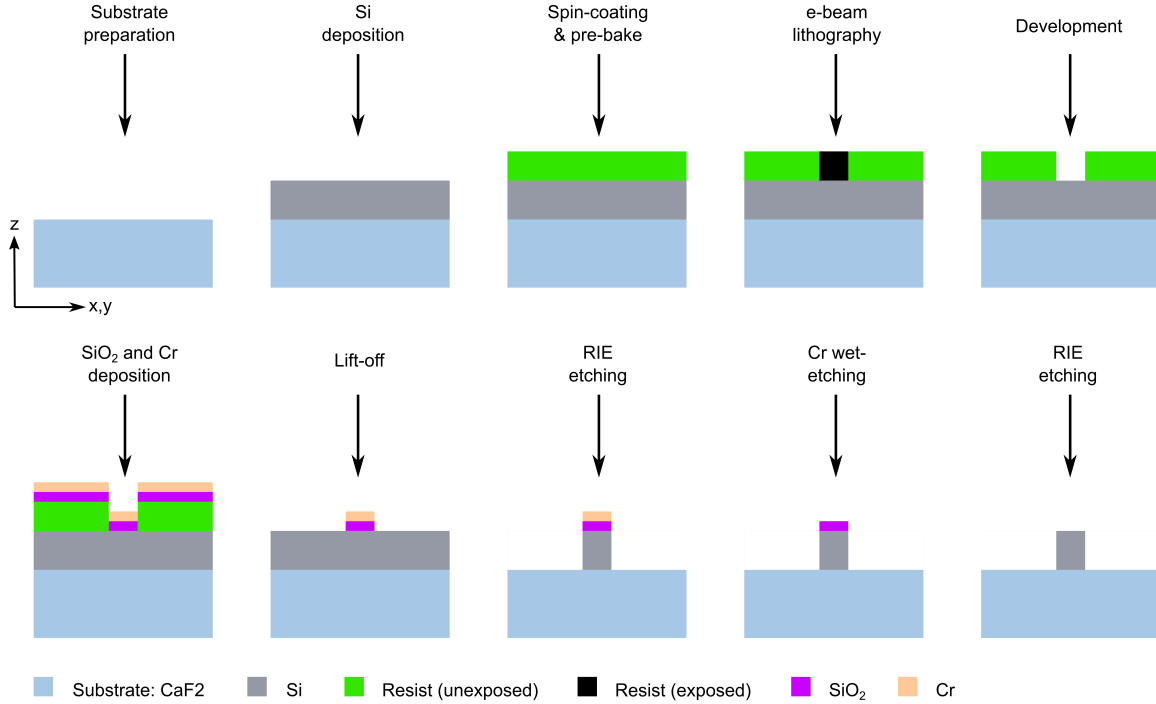 Substrate
preparation
Si
deposition
Spin-coating
& pre-bake
e-beam
lithography
Development
z
x,y
SiO₂ and Cr
deposition
Lift-off
RIE
etching
Cr wet-
etching
RIE
etching
Substrate: CaF2
Si
Resist (unexposed)
Resist (exposed)
SiO₂
Cr